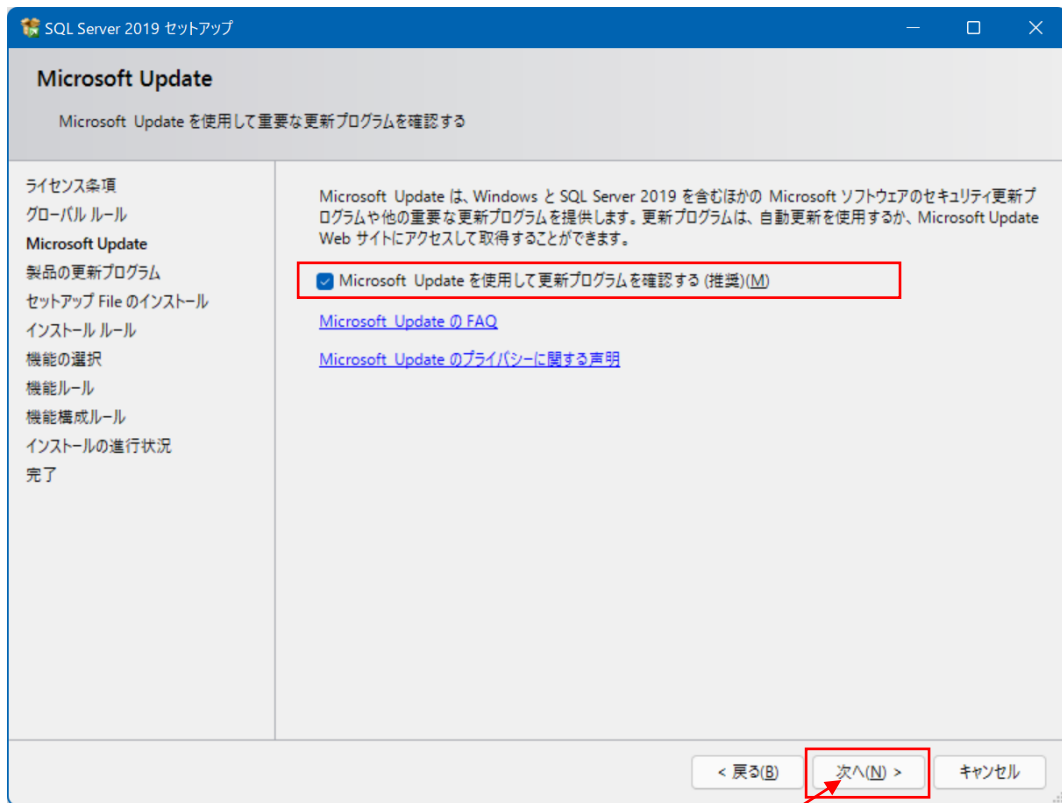 SQL Server 2019 セットアップ
Microsoft Update
Microsoft Update を使用して重要な更新プログラムを確認する
ライセンス条項
グローバル ルール
Microsoft Update
製品の更新プログラム
セットアップ File のインストール
インストール ルール
機能の選択
機能ルール
機能構成ルール
インストールの進行状況
完了
Microsoft Update は、Windows と SQL Server 2019 を含むほかの Microsoft ソフトウェアのセキュリティ更新プ
ログラムや他の重要な更新プログラムを提供します。更新プログラムは、自動更新を使用するか、Microsoft Update
Web サイトにアクセスして取得することができます。
Microsoft Update を使用して更新プログラムを確認する (推奨)(M)
Microsoft Update の FAQ
Microsoft Update のプライバシーに関する声明
< 戻る(B)
次へ(N) >
キャンセル